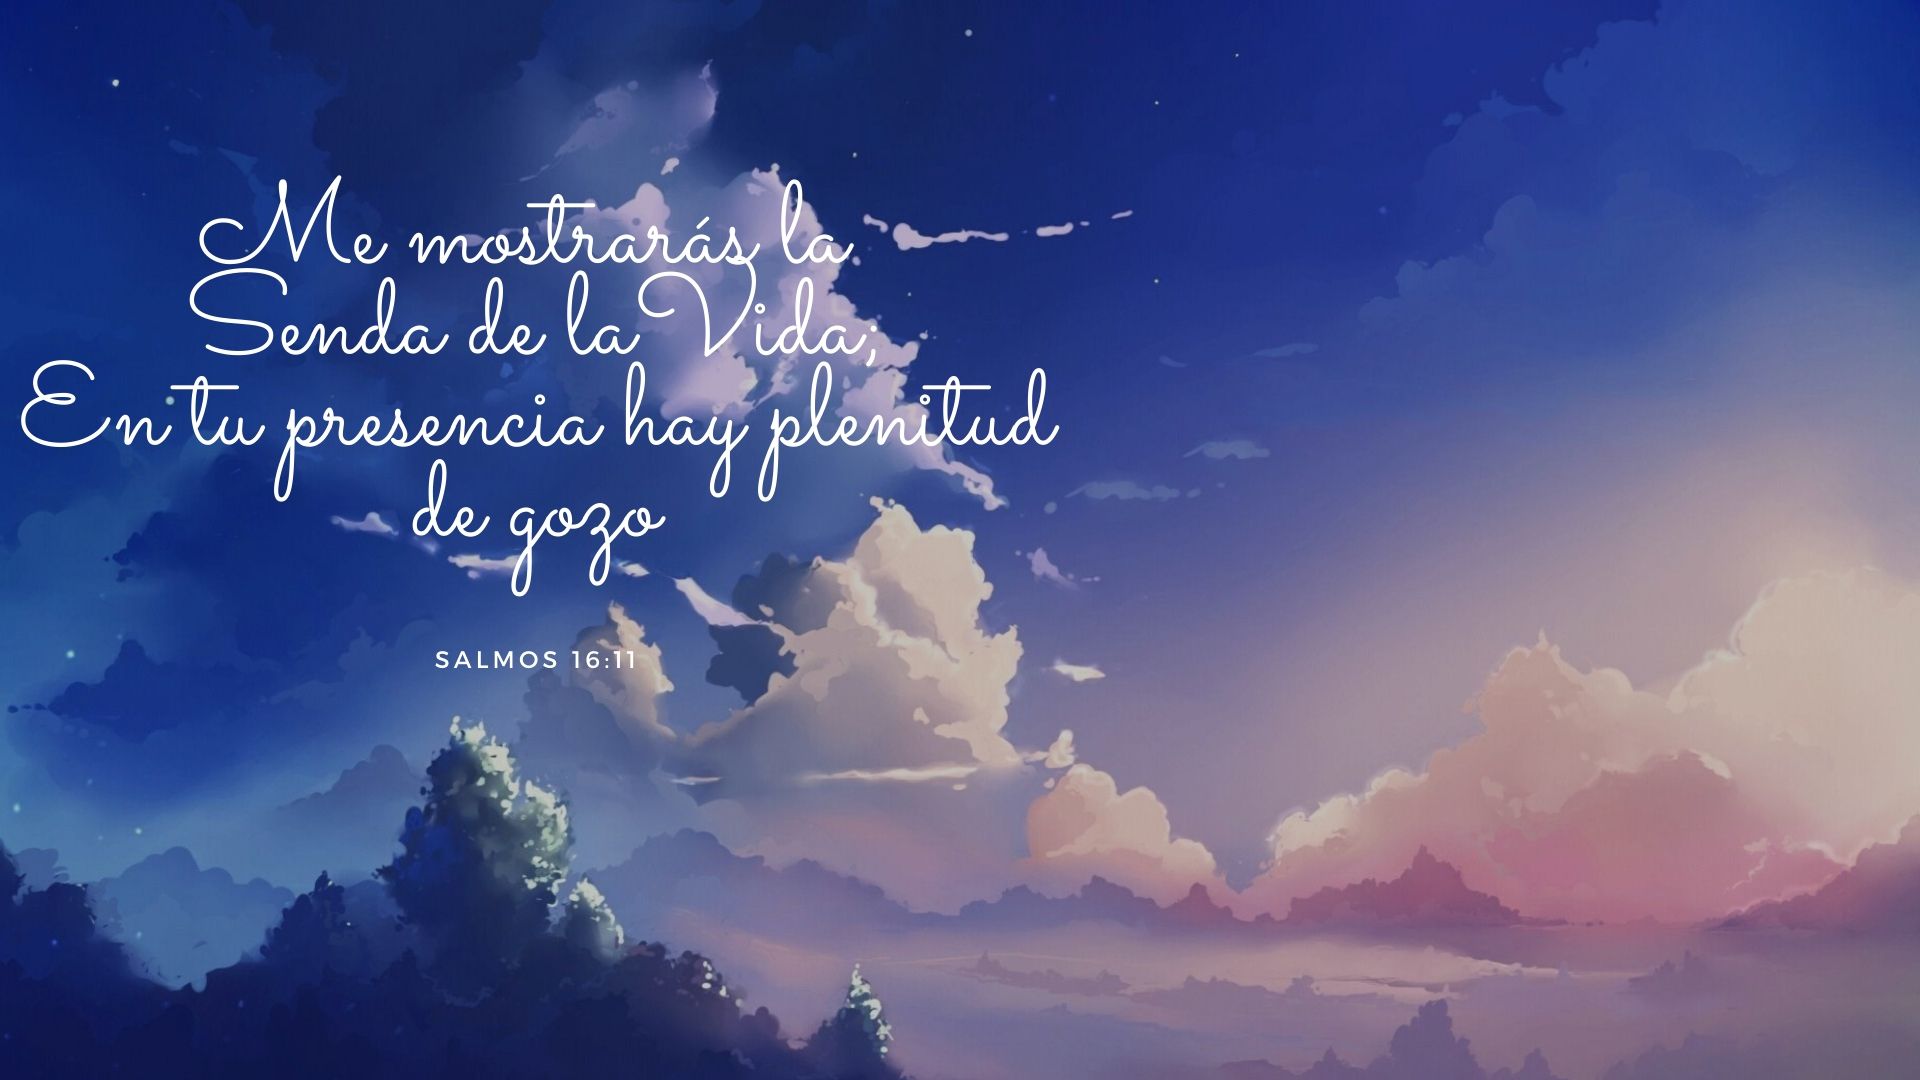 Me mostrarás la
Senda de la Vida;
En tu presencia hay plenitud
de gozo
SALMOS 16:11